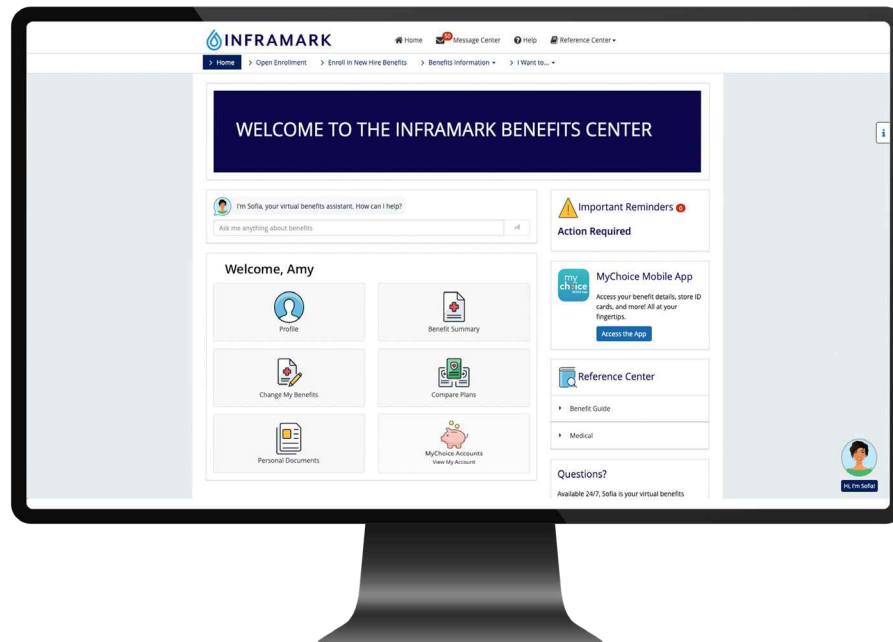 INFRAMARK
Home
Message Center
Help
Reference Center
Home
Open Enrollment
Enroll in New Hire Benefits
Benefits Information
I Want to...
WELCOME TO THE INFRAMARK BENEFITS CENTER
I'm Sofia, your virtual benefits assistant. How can I help?
Ask me anything about benefits
Important Reminders 0
Action Required
Welcome, Amy
Profile
Benefit Summary
Change My Benefits
Compare Plans
Personal Documents
MyChoice Accounts
View My Account
my
choice
MyChoice Mobile App
Access your benefit details, store ID
cards, and more! All at your
fingertips.
Access the App
Reference Center
Benefit Guide
Medical
Questions?
Available 24/7, Sofia is your virtual benefits
i
Hi, I'm Sofia!